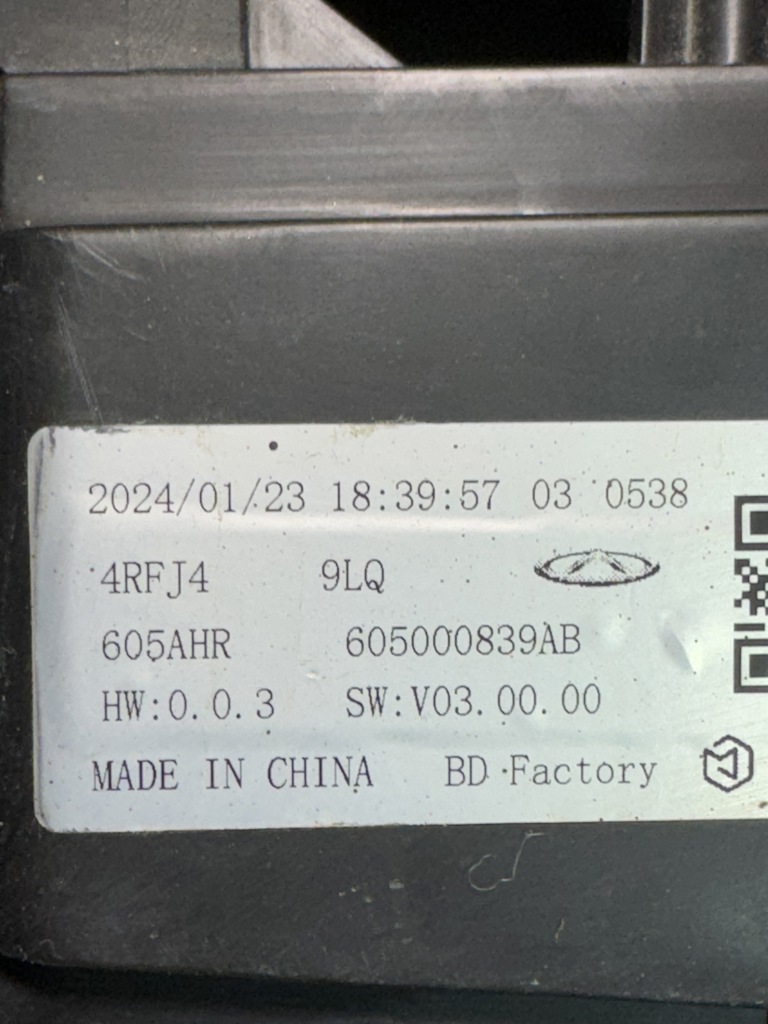 2024/01/23 18:39:57 03 0538
4RFJ4 9LQ
605AHR 605000839AB
HW:0.0.3 SW:V03.00.00
MADE IN CHINA BD Factory